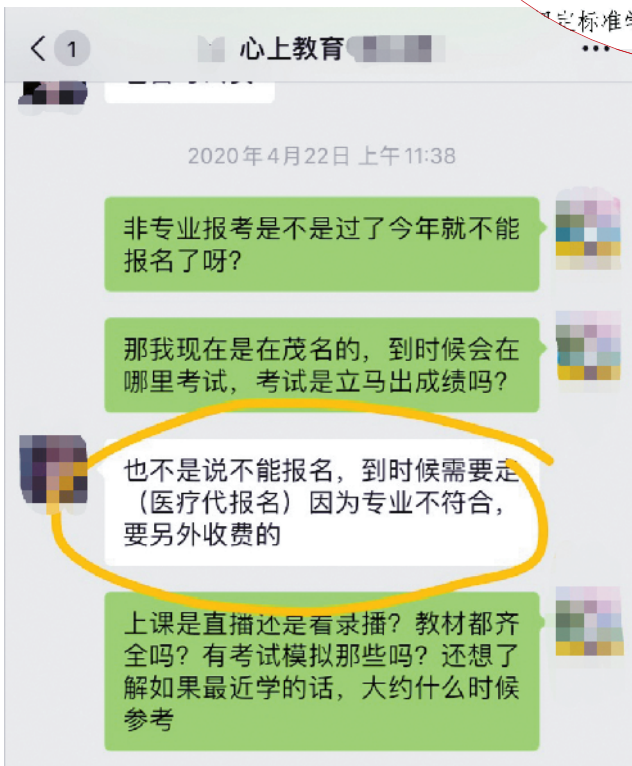 定标准学
1
心上教育
2020年4月22日 上午11:38
非专业报考是不是过了今年就不能
报名了呀？
那我现在是在茂名的，到时候会在
哪里考试，考试是立马出成绩吗？
也不是说不能报名，到时候需要走
（医疗代报名）因为专业不符合，
要另外收费的
上课是直播还是看录播？教材都齐
全吗？有考试模拟那些吗？还想了
解如果最近学的话，大约什么时候
参考